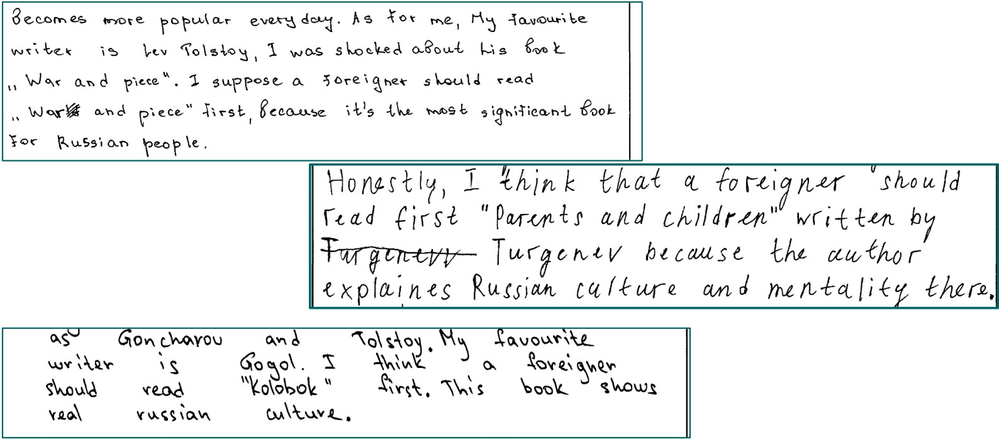 Becomes more popular everyday. As for me, My favourite
writer is Lev Tolstoy, I was shocked about his book
„War and piece". I suppose a foreigner should read
„War and piece" first, because it's the most significant book
for Russian people.
Honestly, I think that a foreigner should
read first "Parents and children" written by
Turgenevv Turgenev because the author
explaines Russian culture and mentality there.
as Goncharov and Tolstoy. My favourite
writer is Gogol. I think a foreigner
should read "Kolobok" first. This book shows
real russian culture.